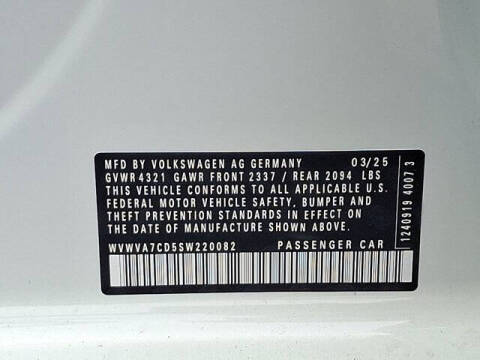 MFD BY VOLKSWAGEN AG GERMANY 03/25
GVWR 4321 GAWR FRONT 2337 / REAR 2094 LBS
THIS VEHICLE CONFORMS TO ALL APPLICABLE U.S.
FEDERAL MOTOR VEHICLE SAFETY, BUMPER AND
THEFT PREVENTION STANDARDS IN EFFECT ON
THE DATE OF MANUFACTURE SHOWN ABOVE.
WVWVA7CD5SW220082 PASSENGER CAR
1240919 4007 3